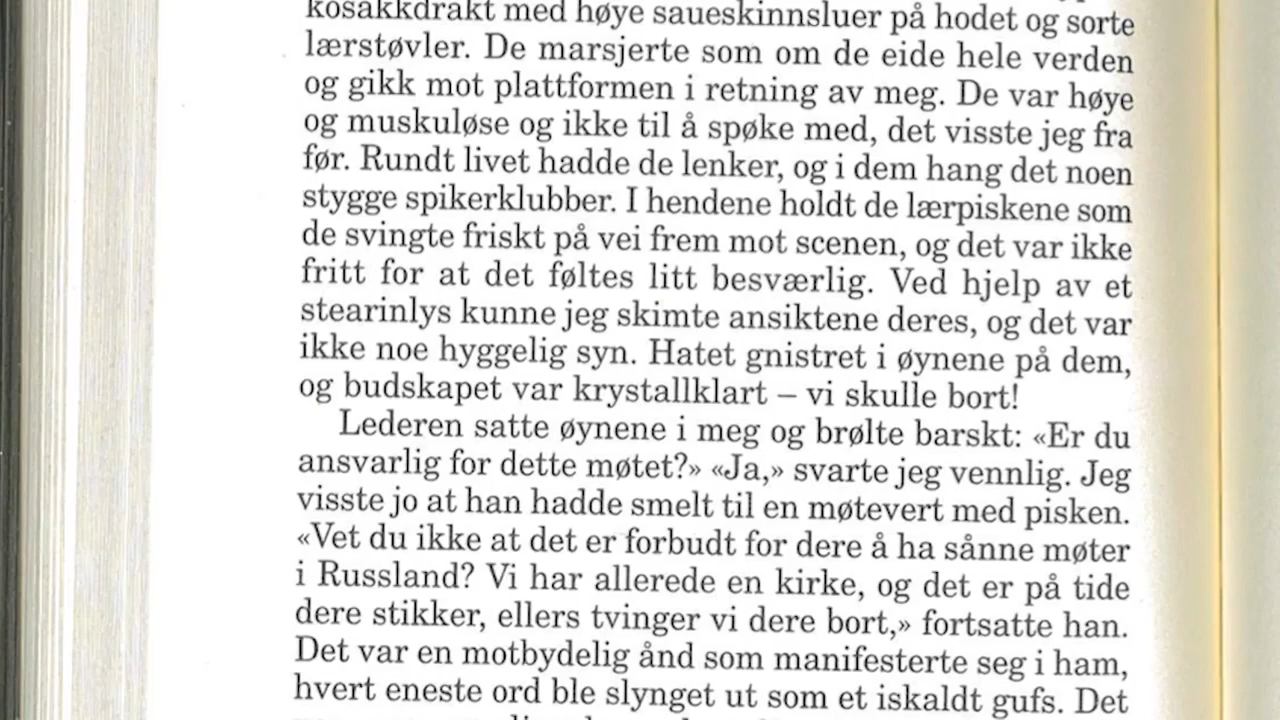 kosakkdrakt med høye saueskinnsluer på hodet og sorte
lærstøvler. De marsjerte som om de eide hele verden
og gikk mot plattformen i retning av meg. De var høye
og muskuløse og ikke til å spøke med, det visste jeg fra
før. Rundt livet hadde de lenker, og i dem hang det noen
stygge spikerklubber. I hendene holdt de lærpiskene som
de svingte friskt på vei frem mot scenen, og det var ikke
fritt for at det føltes litt besværlig. Ved hjelp av et
stearinlys kunne jeg skimte ansiktene deres, og det var
ikke noe hyggelig syn. Hatet gnistret i øynene på dem,
og budskapet var krystallklart – vi skulle bort!
Lederen satte øynene i meg og brølte barskt: «Er du
ansvarlig for dette møtet?» «Ja,» svarte jeg vennlig. Jeg
visste jo at han hadde smelt til en møtevert med pisken.
«Vet du ikke at det er forbudt for dere å ha sånne møter
i Russland? Vi har allerede en kirke, og det er på tide
dere stikker, ellers tvinger vi dere bort,» fortsatte han.
Det var en motbydelig ånd som manifesterte seg i ham,
hvert eneste ord ble slynget ut som et iskaldt gufs. Det